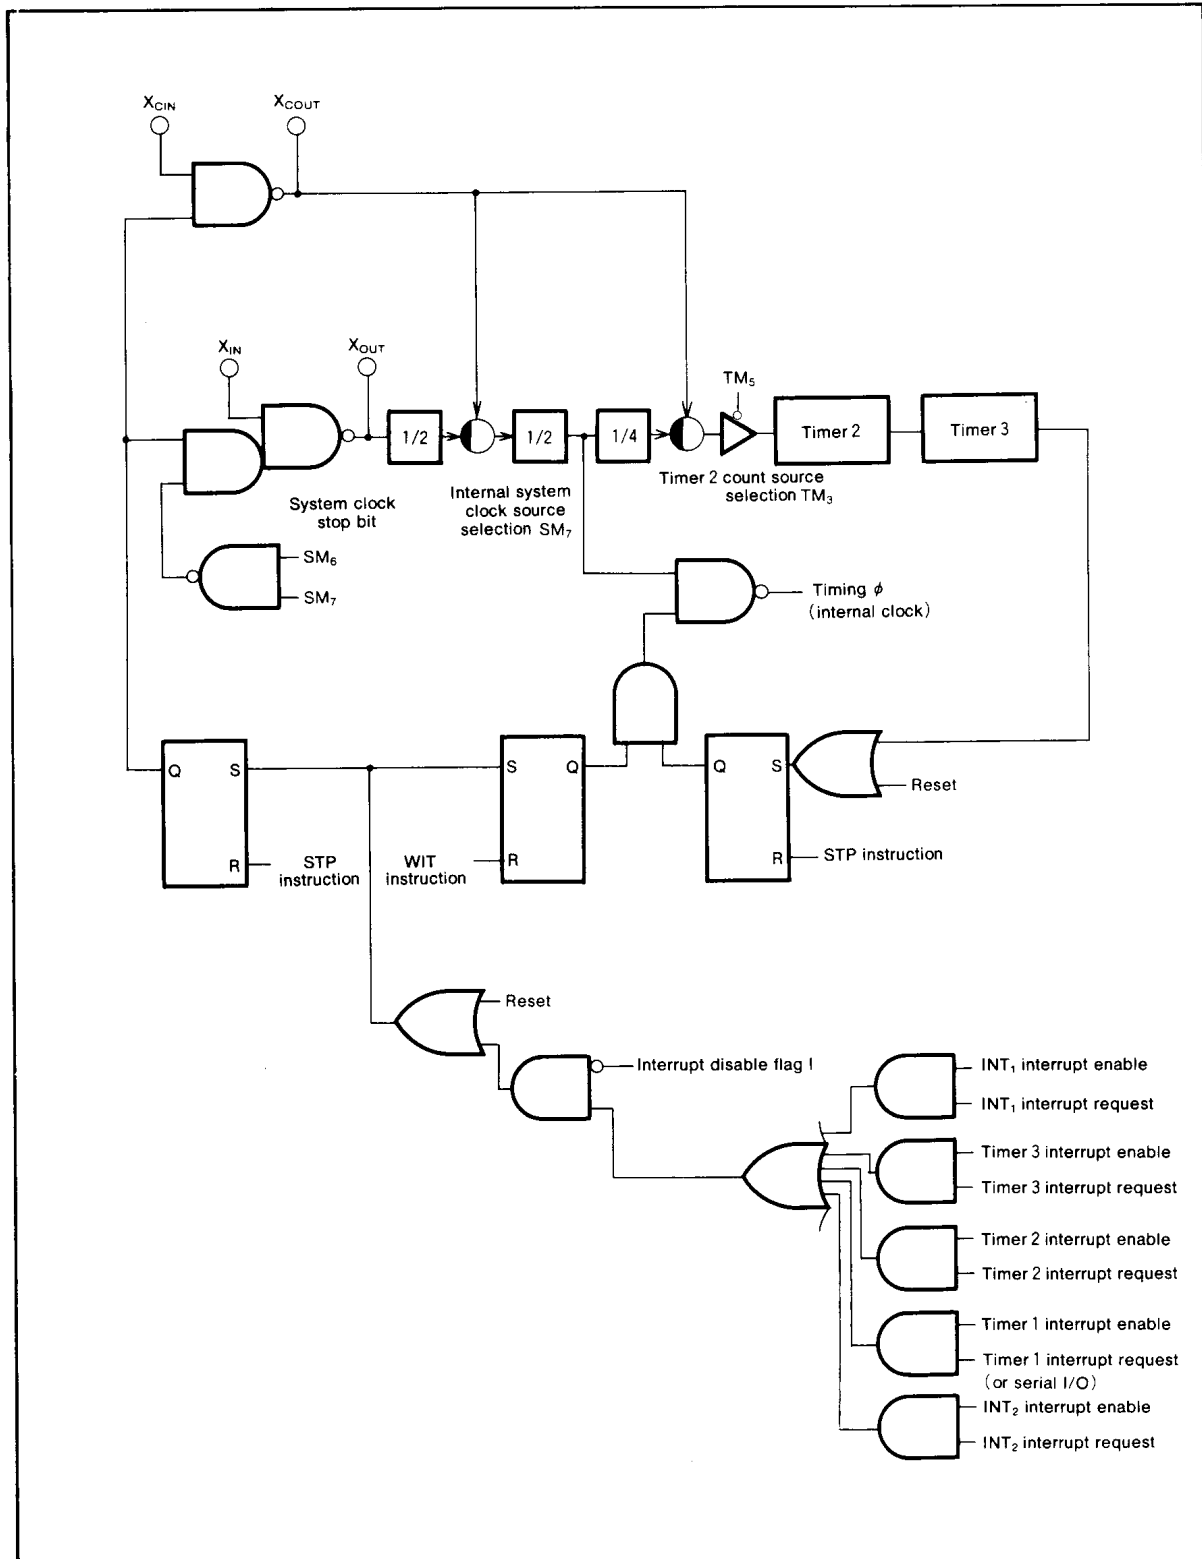 X_CIN
X_COUT
X_IN
X_OUT
TM₅
1/2
1/2
1/4
Timer 2
Timer 3
System clock
stop bit
Internal system
clock source
selection SM₇
Timer 2 count source
selection TM₃
SM₆
SM₇
Timing ϕ
(internal clock)
Q
S
R
STP
instruction
WIT
instruction
S
Q
R
Q
S
R
Reset
STP instruction
Reset
Interrupt disable flag I
INT₁ interrupt enable
INT₁ interrupt request
Timer 3 interrupt enable
Timer 3 interrupt request
Timer 2 interrupt enable
Timer 2 interrupt request
Timer 1 interrupt enable
Timer 1 interrupt request
(or serial I/O)
INT₂ interrupt enable
INT₂ interrupt request